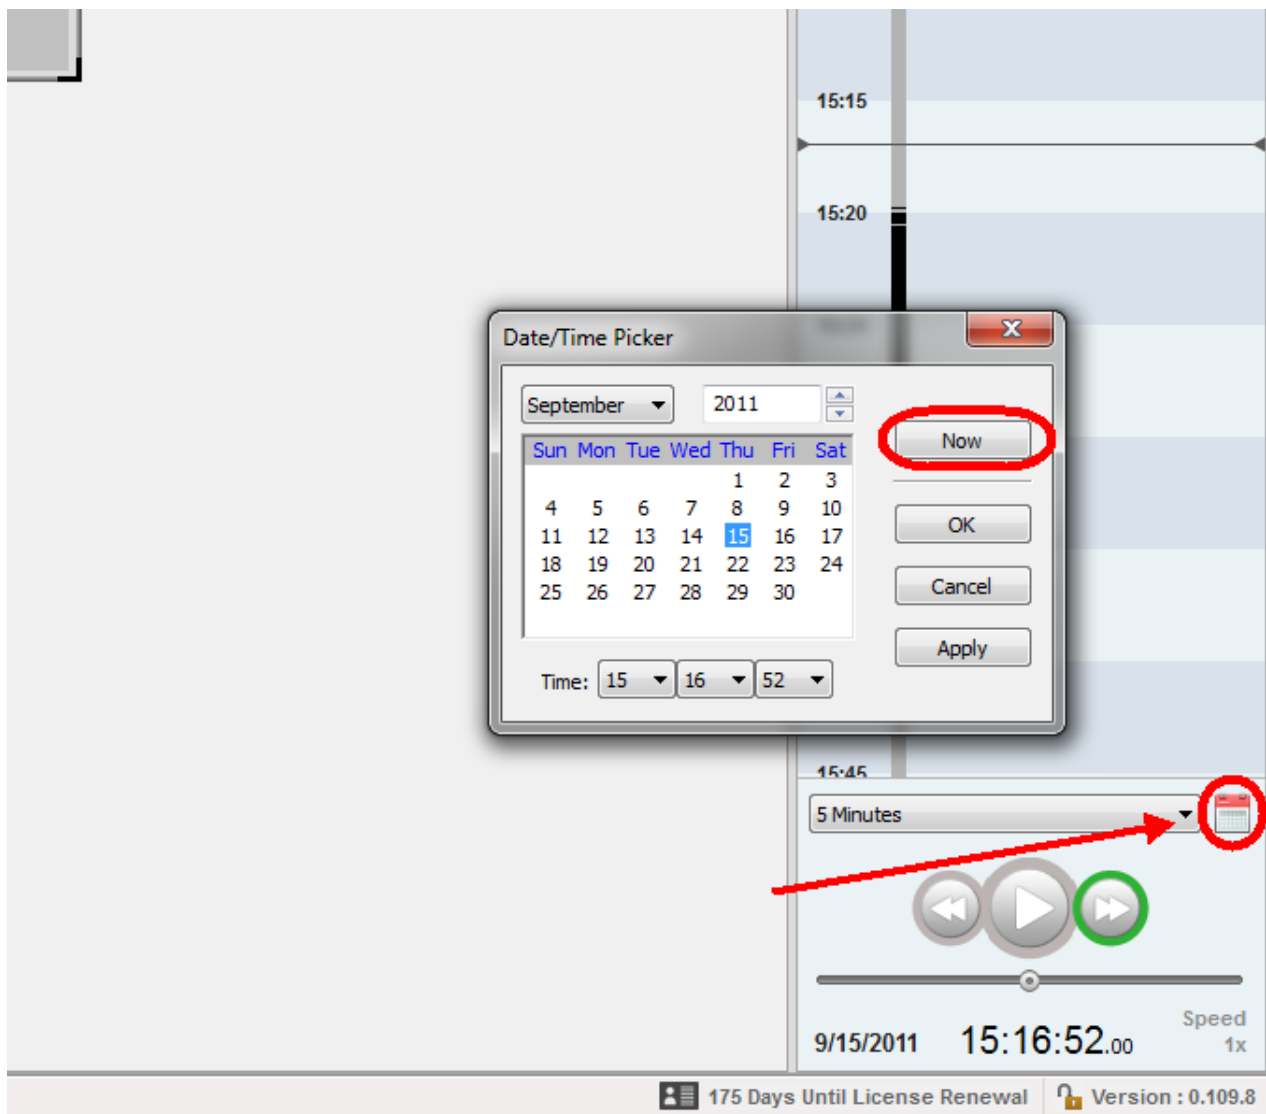 15:15
15:20
Date/Time Picker
September 2011
Now
Sun Mon Tue Wed Thu Fri Sat
1 2 3
4 5 6 7 8 9 10
11 12 13 14 15 16 17
18 19 20 21 22 23 24
25 26 27 28 29 30
OK
Cancel
Apply
Time: 15 16 52
15:45
5 Minutes
9/15/2011 15:16:52.00
Speed
1x
175 Days Until License Renewal Version : 0.109.8